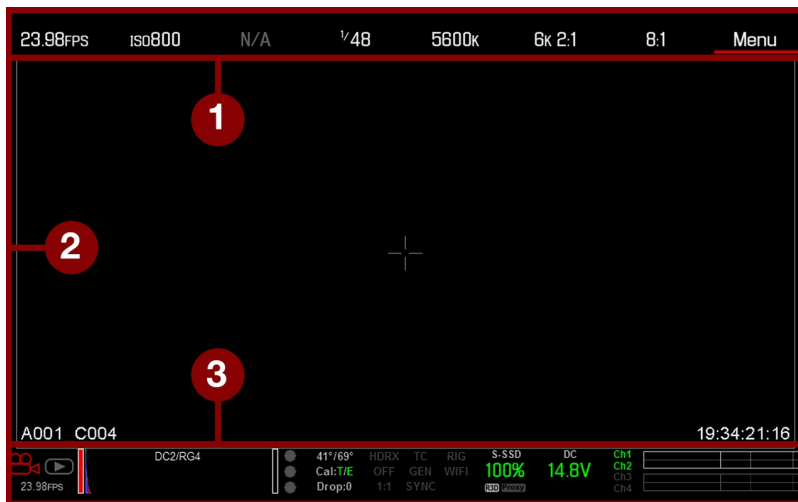 23.98FPS ISO800 N/A 1/48 5600K 6K 2:1 8:1 Menu
1
2
3
A001 C004 19:34:21:16
DC2/RG4 41°/69° HDRX TC RIG S-SSD DC Ch1
Cal:T/E OFF GEN WIFI 100% 14.8V Ch2
23.98FPS Drop:0 1:1 SYNC R3D Proxy Ch3
Ch4